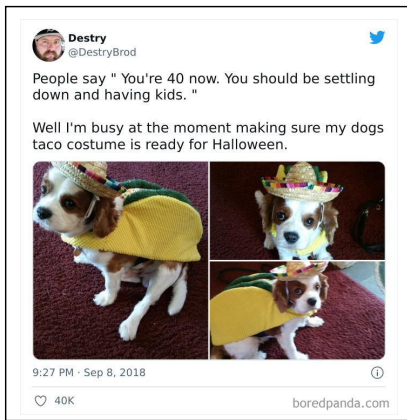 Destry
@DestryBrod
People say " You're 40 now. You should be settling
down and having kids. "
Well I'm busy at the moment making sure my dogs
taco costume is ready for Halloween.
9:27 PM · Sep 8, 2018
40K
boredpanda.com